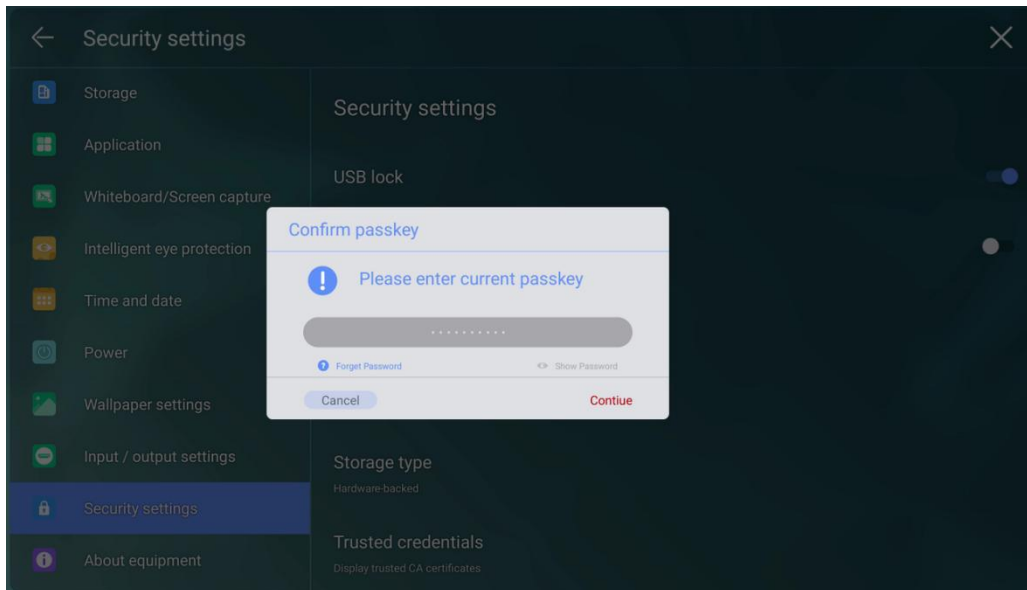 Security settings
Storage
Application
Whiteboard/Screen capture
Intelligent eye protection
Time and date
Power
Wallpaper settings
Input / output settings
Security settings
About equipment
Security settings
USB lock
Confirm passkey
Please enter current passkey
··········
Forget Password
Show Password
Cancel
Contiue
Storage type
Hardware-backed
Trusted credentials
Display trusted CA certificates